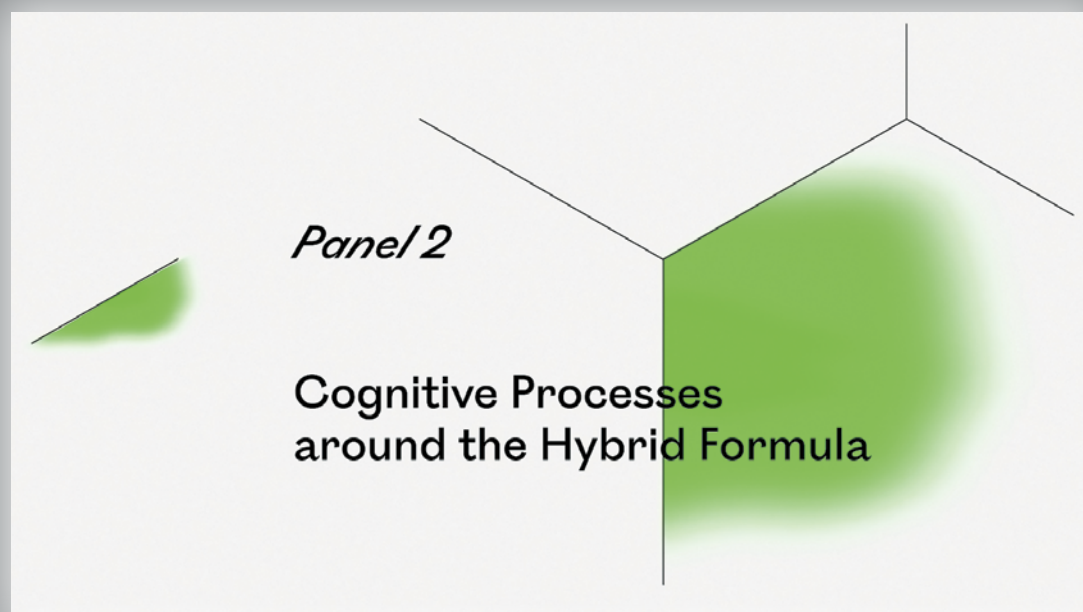 Panel 2
Cognitive Processes
around the Hybrid Formula